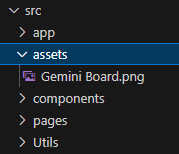 src
app
assets
Gemini Board.png
components
pages
Utils